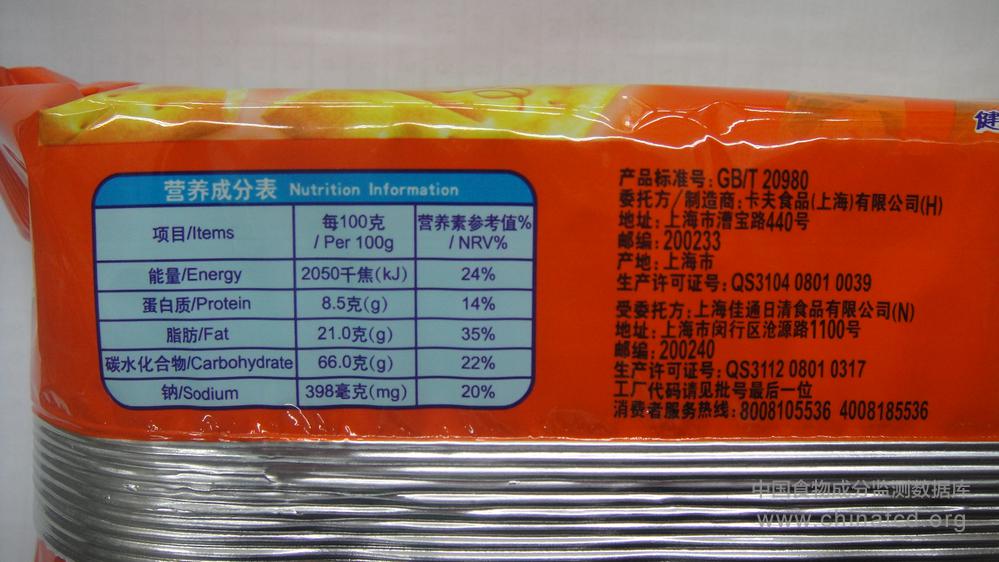 营养成分表 Nutrition Information
项目/Items 每100克/ Per 100g 营养素参考值%/ NRV%
能量/Energy 2050千焦(kJ) 24%
蛋白质/Protein 8.5克(g) 14%
脂肪/Fat 21.0克(g) 35%
碳水化合物/Carbohydrate 66.0克(g) 22%
钠/Sodium 398毫克(mg) 20%
产品标准号: GB/T 20980
委托方/制造商: 卡夫食品(上海)有限公司(H)
地址: 上海市漕宝路440号
邮编: 200233
产地: 上海市
生产许可证号: QS3104 0801 0039
受委托方: 上海佳通日清食品有限公司(N)
地址: 上海市闵行区沧源路1100号
邮编: 200240
生产许可证号: QS3112 0801 0317
工厂代码请见批号最后一位
消费者服务热线: 8008105536 4008185536
健
中国食物成分监测数据库
www.chinafcd.org